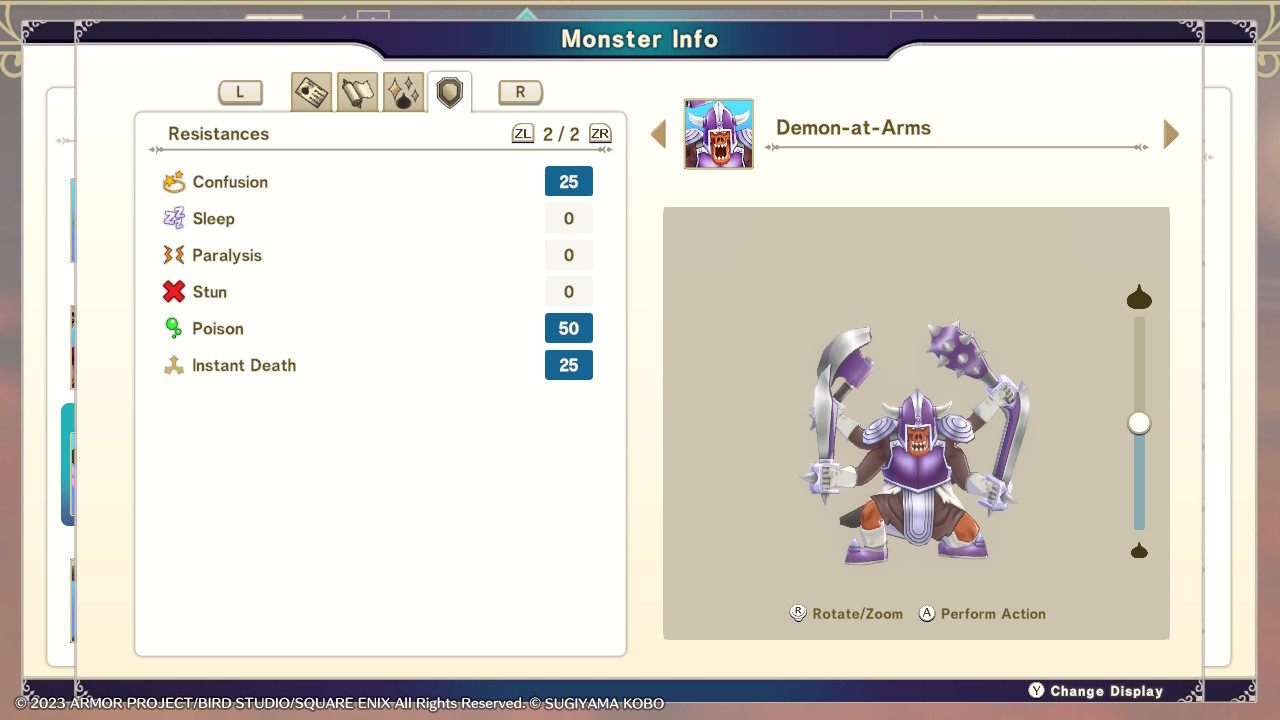 Monster Info
L
R
Resistances
ZL 2 / 2 ZR
Demon-at-Arms
Confusion 25
Sleep 0
Paralysis 0
Stun 0
Poison 50
Instant Death 25
R Rotate/Zoom A Perform Action
Y Change Display
© 2023 ARMOR PROJECT/BIRD STUDIO/SQUARE ENIX All Rights Reserved. © SUGIYAMA KOBO